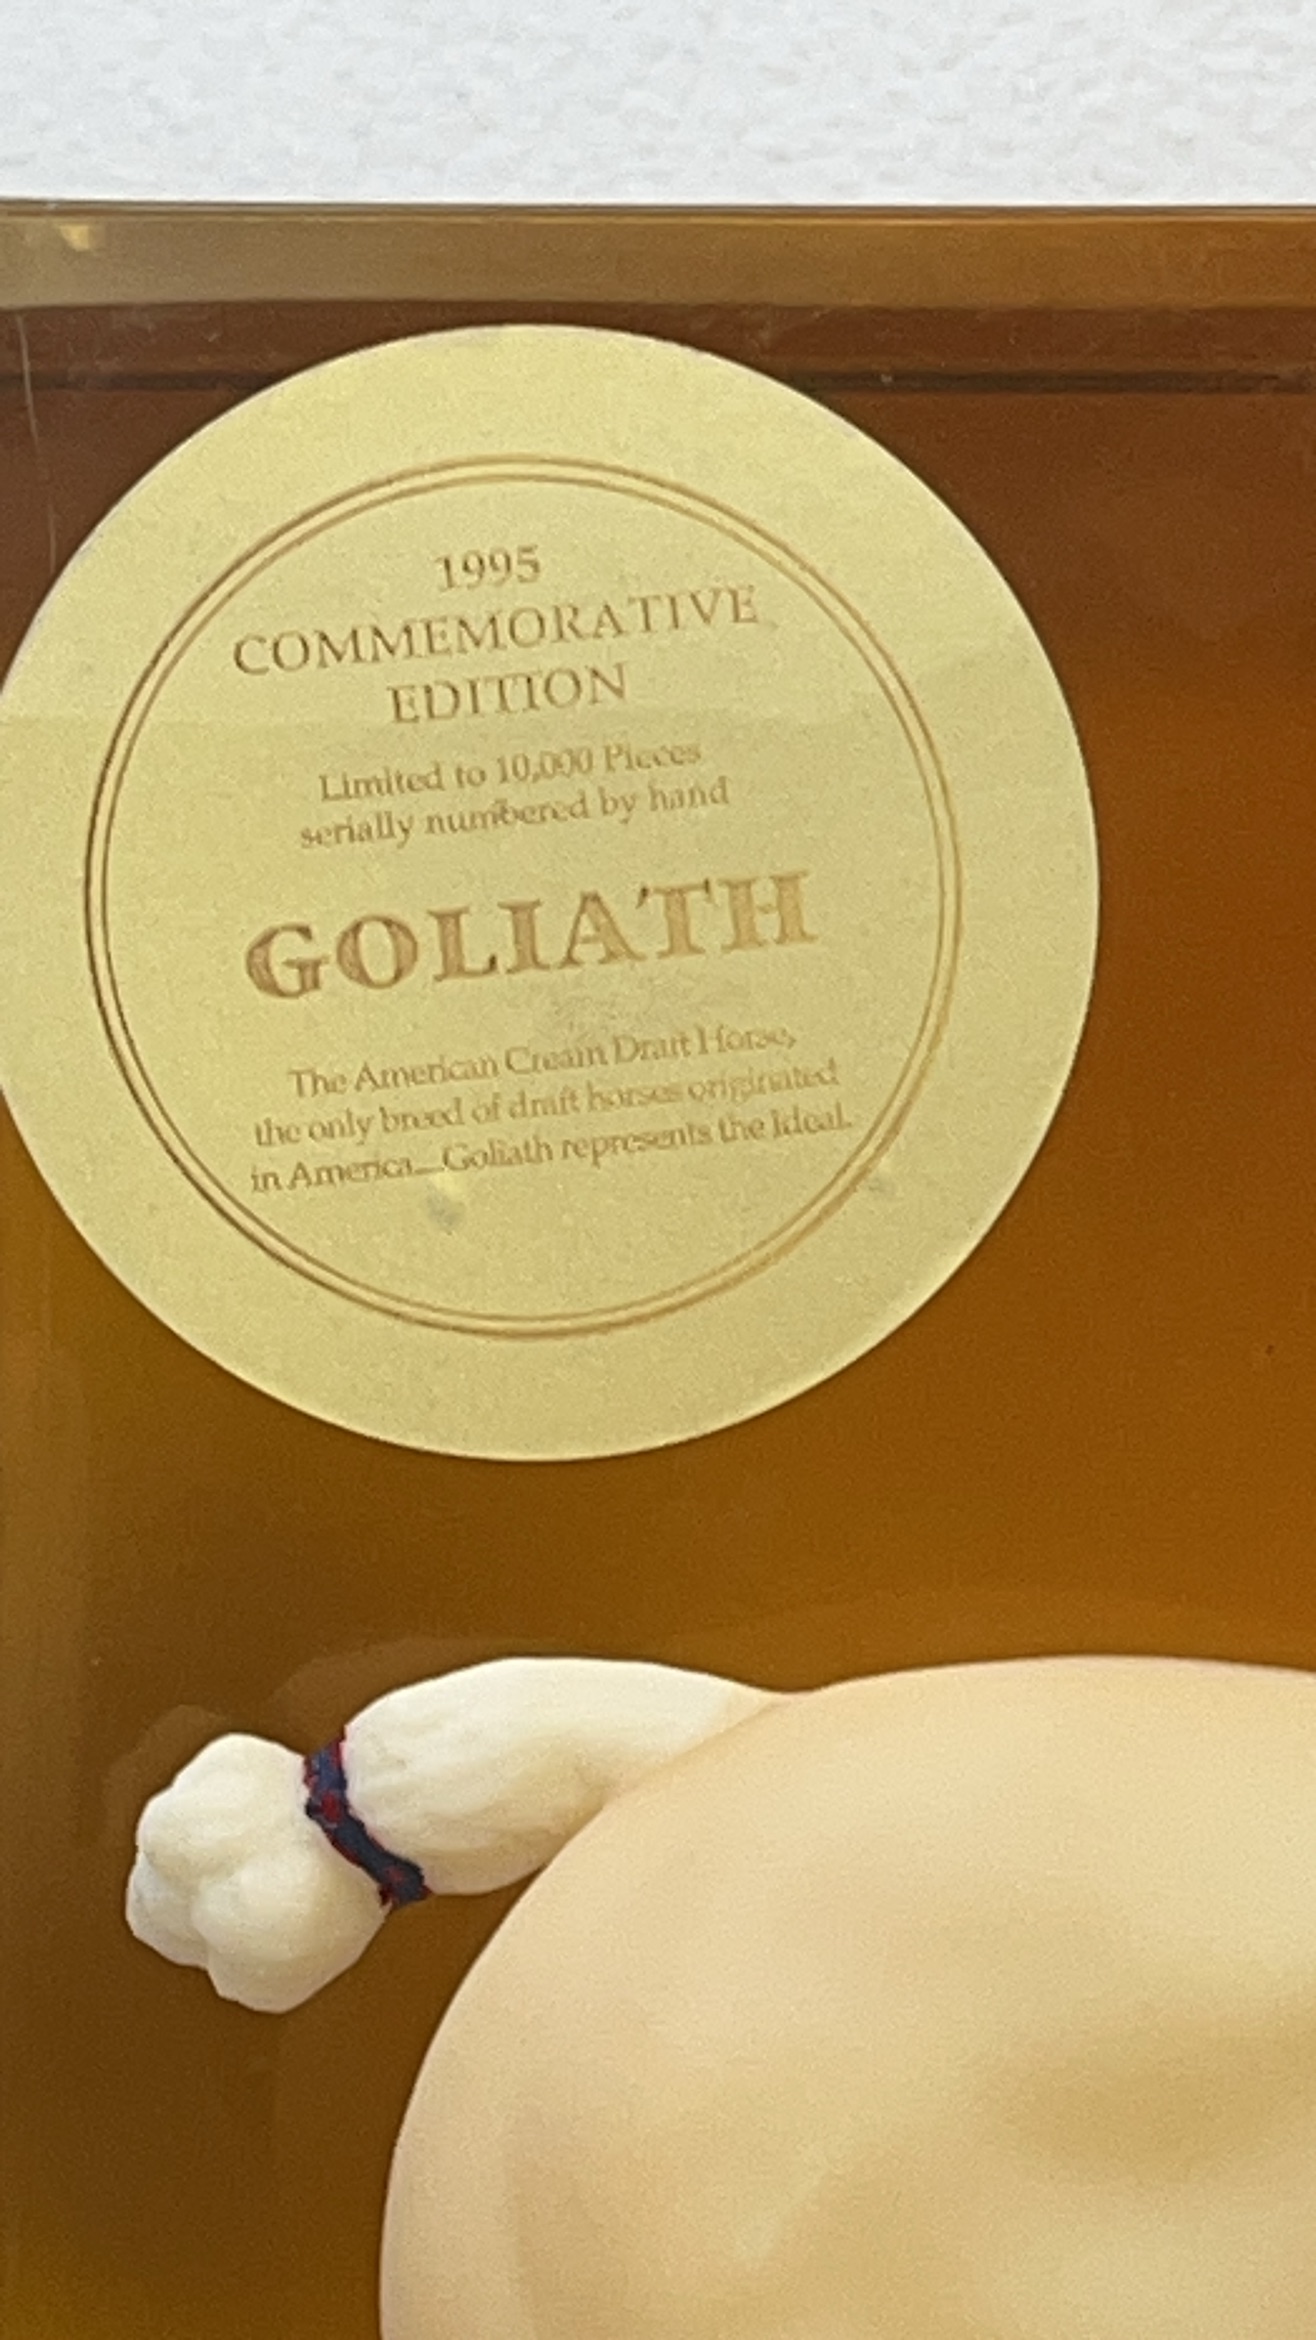 1995
COMMEMORATIVE
EDITION
Limited to 10,000 Pieces
serially numbered by hand
GOLIATH
The American Cream Draft Horse,
the only breed of draft horses originated
in America...Goliath represents the Ideal.